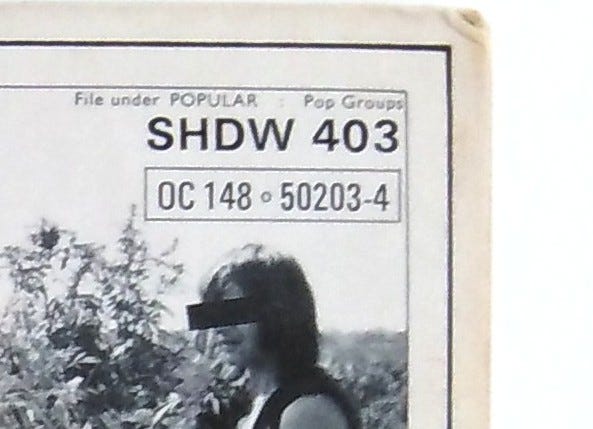 File under POPULAR : Pop Groups
SHDW 403
OC 148 ∘ 50203-4